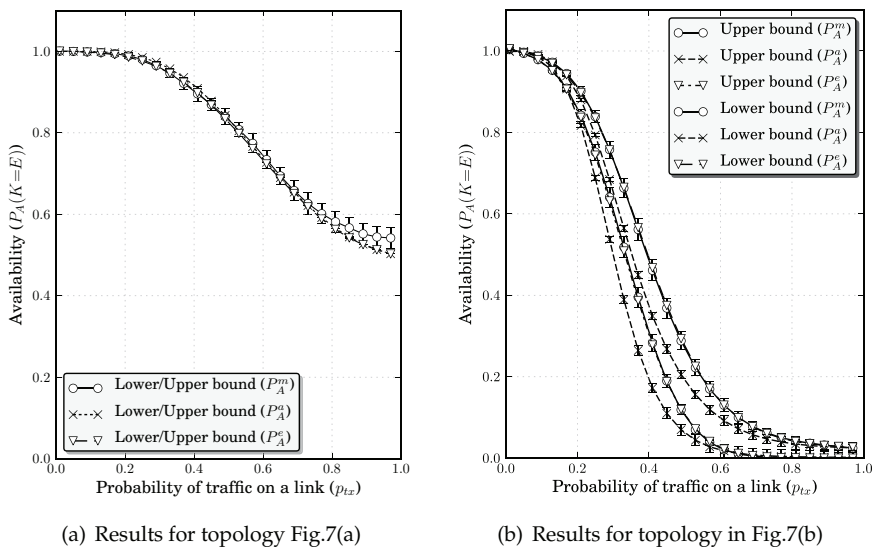 1.0
0.8
0.6
0.4
0.2
0.0
0.0 0.2 0.4 0.6 0.8 1.0
Availability (P_A(K=E))
Probability of traffic on a link (p_{tx})
Lower/Upper bound (P_A^m)
Lower/Upper bound (P_A^a)
Lower/Upper bound (P_A^e)
(a) Results for topology Fig.7(a)
1.0
0.8
0.6
0.4
0.2
0.0
0.0 0.2 0.4 0.6 0.8 1.0
Availability (P_A(K=E))
Probability of traffic on a link (p_{tx})
Upper bound (P_A^m)
Upper bound (P_A^a)
Upper bound (P_A^e)
Lower bound (P_A^m)
Lower bound (P_A^a)
Lower bound (P_A^e)
(b) Results for topology in Fig.7(b)